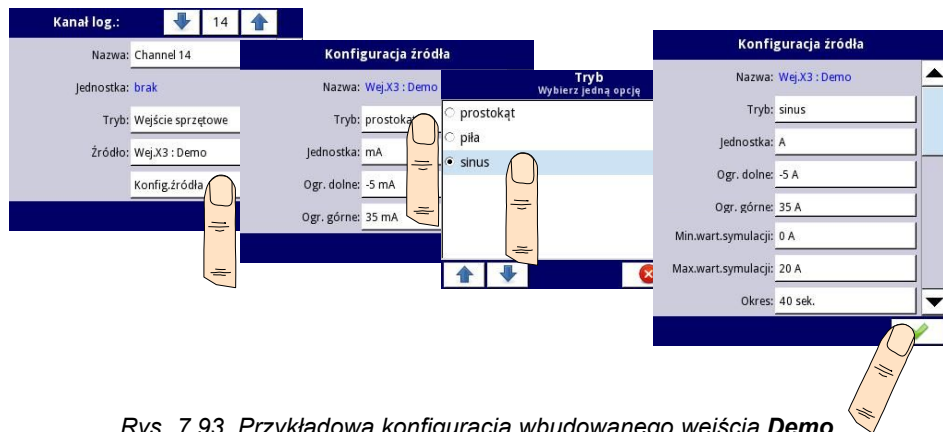 Kanał log.: 14
Nazwa: Channel 14
Jednostka: brak
Tryb: Wejście sprzętowe
Źródło: Wej.X3 : Demo
Konfig.źródła
Konfiguracja źródła
Nazwa: Wej.X3 : Demo
Tryb: prostokąt
Jednostka: mA
Ogr. dolne: -5 mA
Ogr. górne: 35 mA
Tryb
Wybierz jedną opcję
prostokąt
piła
sinus
Konfiguracja źródła
Nazwa: Wej.X3 : Demo
Tryb: sinus
Jednostka: A
Ogr. dolne: -5 A
Ogr. górne: 35 A
Min.wart.symulacji: 0 A
Max.wart.symulacji: 20 A
Okres: 40 sek.
Rys. 7.93. Przykładowa konfiguracja wbudowanego wejścia Demo